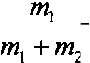 m₁
m₁ + m₂